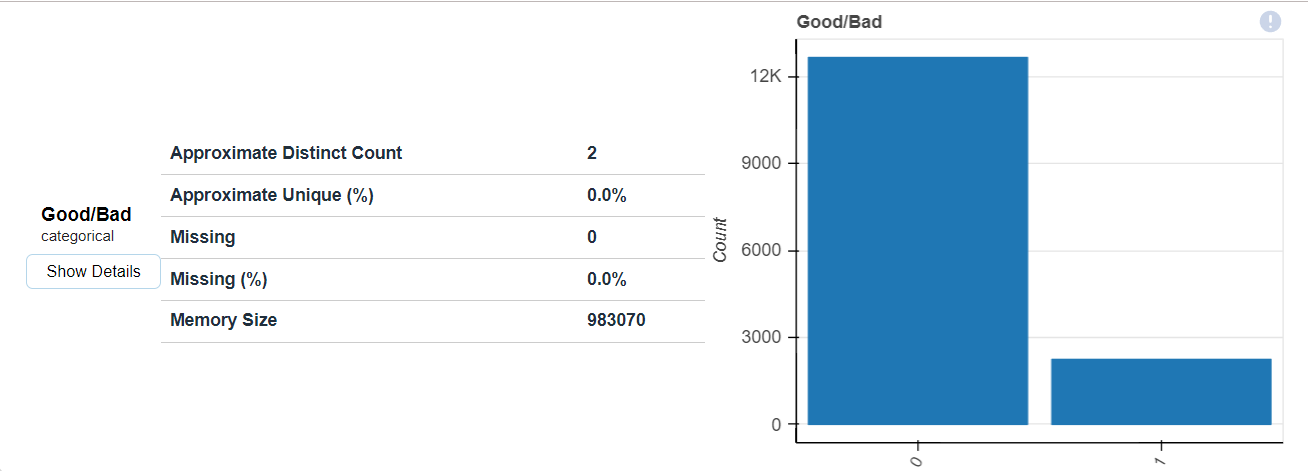 Good/Bad
categorical
Show Details
Approximate Distinct Count 2
Approximate Unique (%) 0.0%
Missing 0
Missing (%) 0.0%
Memory Size 983070
Good/Bad
!
Count
12K
9000
6000
3000
0
0
1